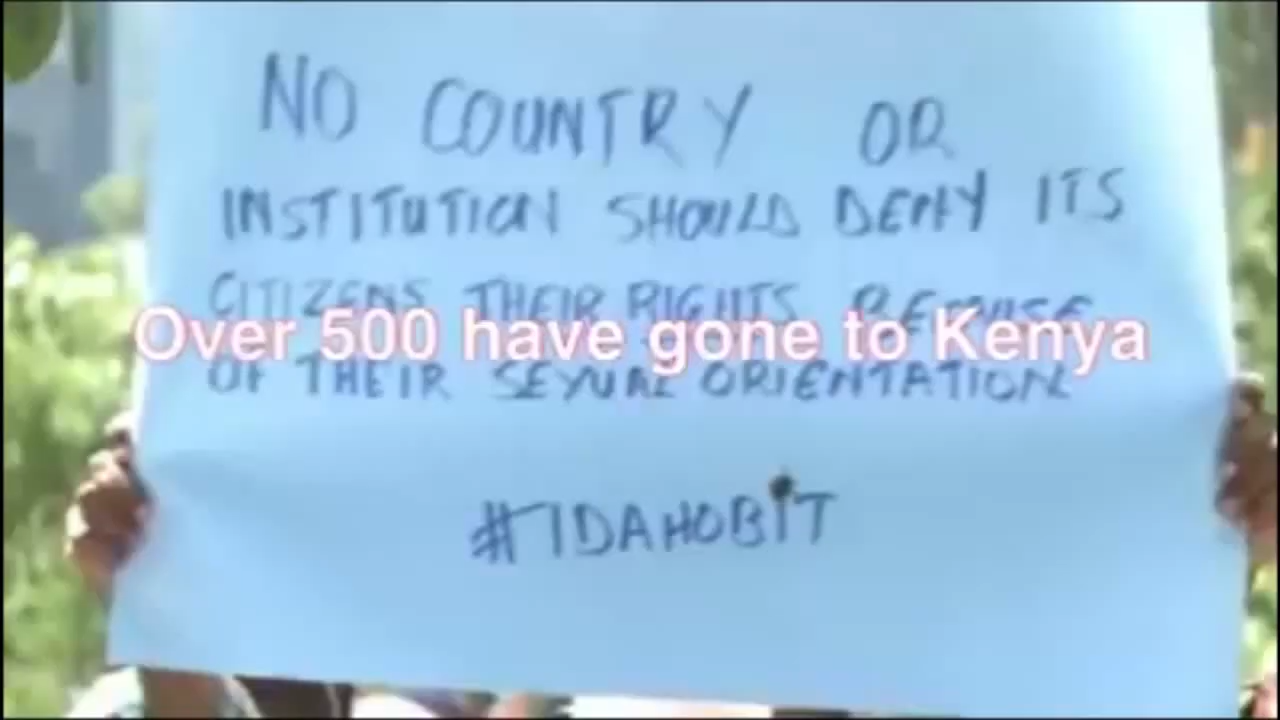 NO COUNTRY OR
INSTITUTION SHOULD DENY ITS
CITIZENS THEIR RIGHTS BECAUSE
Over 500 have gone to Kenya
OF THEIR SEXUAL ORIENTATION
#IDAHOBIT